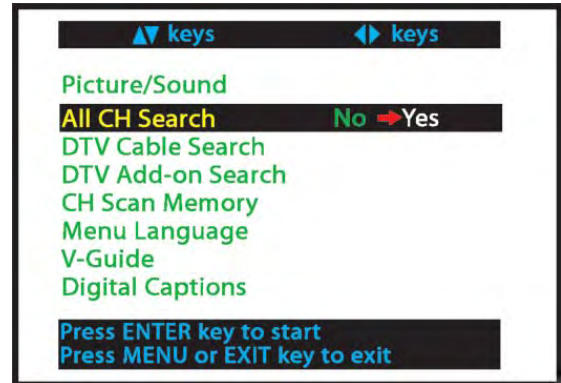 ▲▼ keys ◀▶ keys
Picture/Sound
All CH Search No ➡Yes
DTV Cable Search
DTV Add-on Search
CH Scan Memory
Menu Language
V-Guide
Digital Captions
Press ENTER key to start
Press MENU or EXIT key to exit